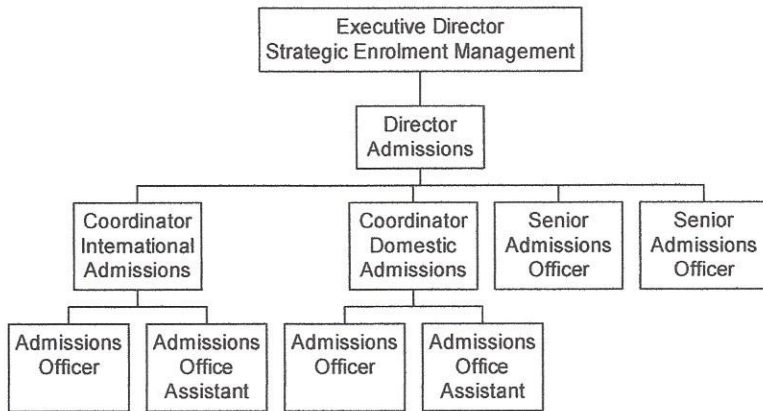 Executive Director
Strategic Enrolment Management
Director
Admissions
Coordinator
International
Admissions
Coordinator
Domestic
Admissions
Senior
Admissions
Officer
Senior
Admissions
Officer
Admissions
Officer
Admissions
Office
Assistant
Admissions
Officer
Admissions
Office
Assistant